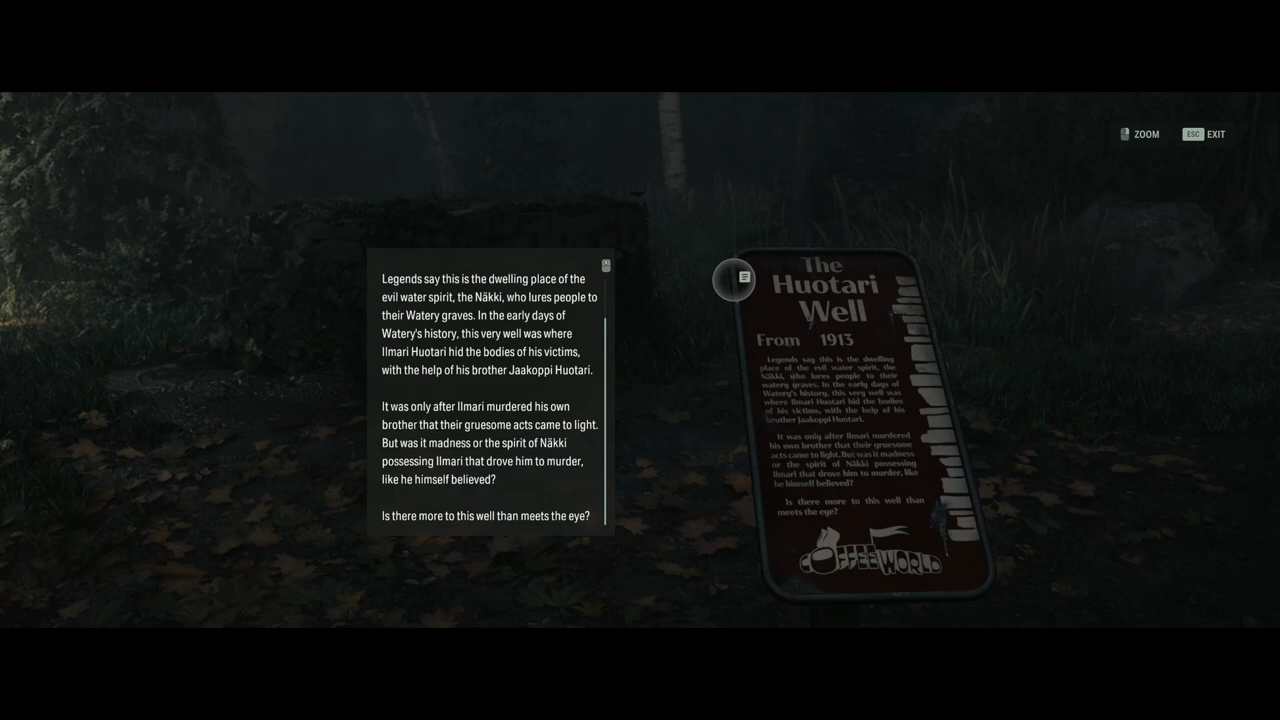 ZOOM
ESC EXIT
Legends say this is the dwelling place of the
evil water spirit, the Näkki, who lures people to
their Watery graves. In the early days of
Watery's history, this very well was where
Ilmari Huotari hid the bodies of his victims,
with the help of his brother Jaakoppi Huotari.
It was only after Ilmari murdered his own
brother that their gruesome acts came to light.
But was it madness or the spirit of Näkki
possessing Ilmari that drove him to murder,
like he himself believed?
Is there more to this well than meets the eye?
The
Huotari
Well
From 1913
Legends say this is the dwelling
place of the evil water spirit, the
Näkki, who lures people to their
watery graves. In the early days of
Watery's history, this very well was
where Ilmari Huotari hid the bodies
of his victims, with the help of his
brother Jaakoppi Huotari.
It was only after Ilmari murdered
his own brother that their gruesome
acts came to light. But was it madness
or the spirit of Näkki possessing
Ilmari that drove him to murder, like
he himself believed?
Is there more to this well than
meets the eye?
COFFEE WORLD